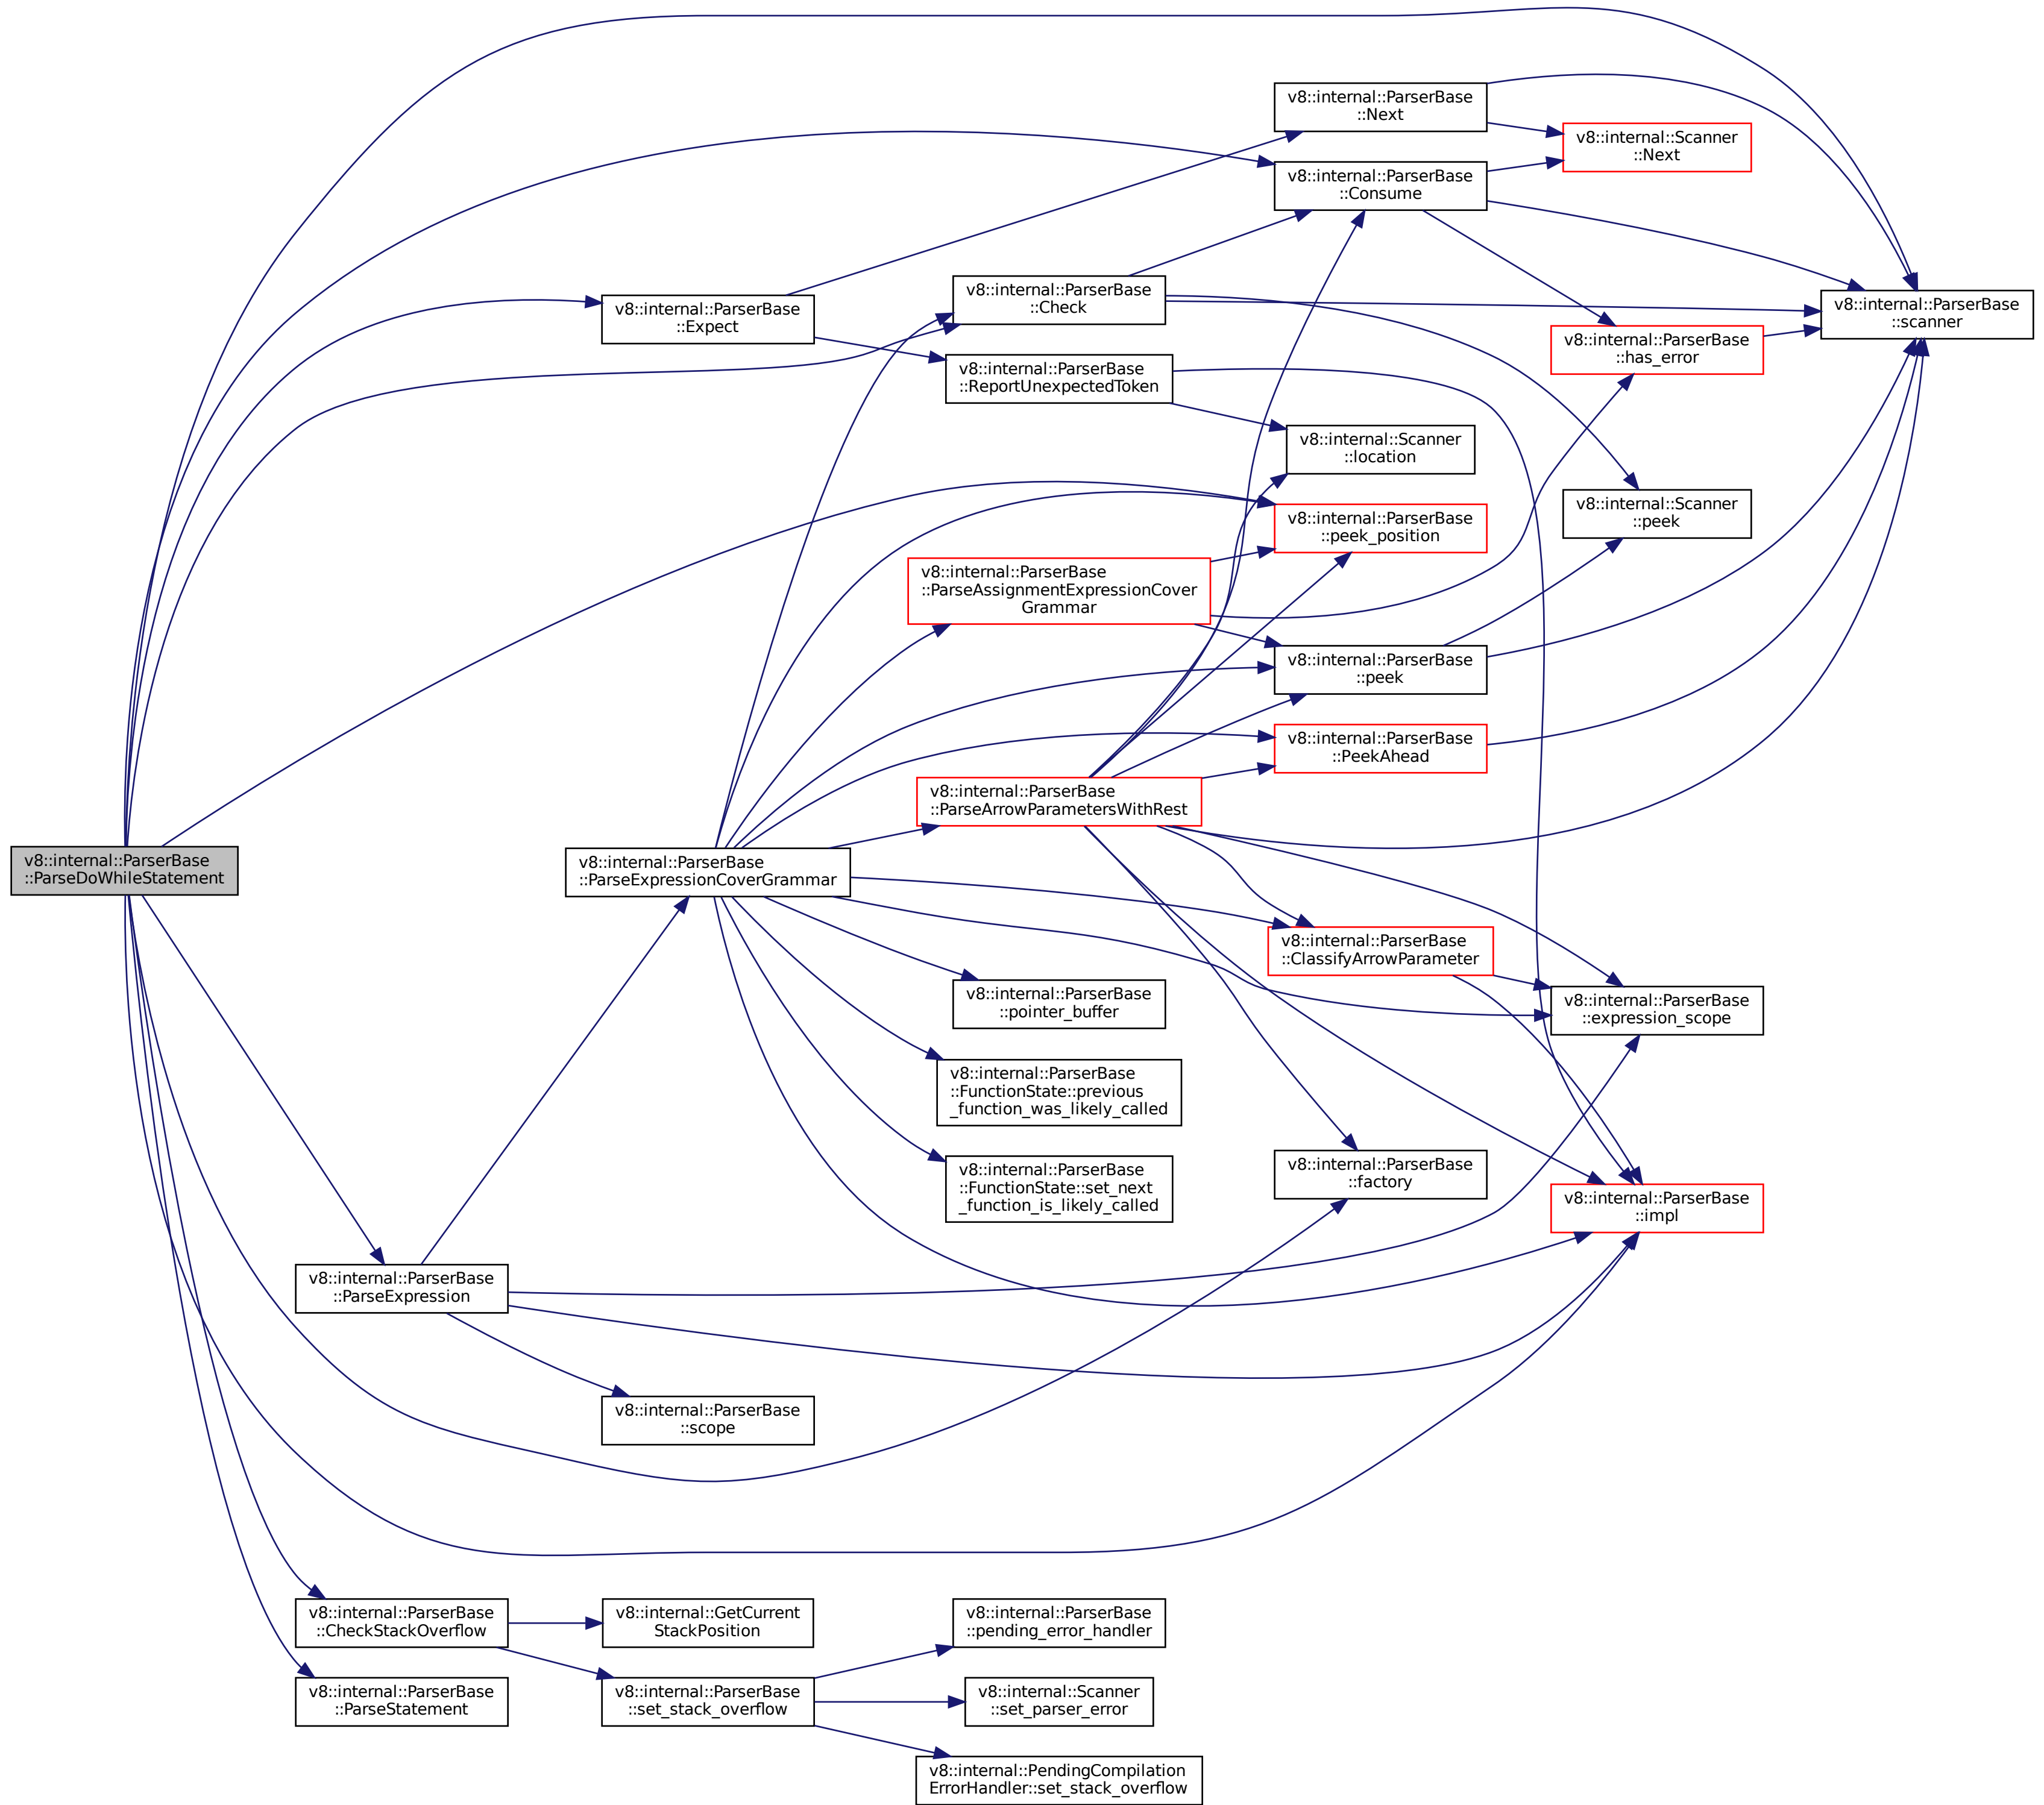 v8::internal::ParserBase
::Next
v8::internal::Scanner
::Next
v8::internal::ParserBase
::Consume
v8::internal::ParserBase
::Check
v8::internal::ParserBase
::scanner
v8::internal::ParserBase
::Expect
v8::internal::ParserBase
::has_error
v8::internal::ParserBase
::ReportUnexpectedToken
v8::internal::Scanner
::location
v8::internal::Scanner
::peek
v8::internal::ParserBase
::peek_position
v8::internal::ParserBase
::ParseAssignmentExpressionCover
Grammar
v8::internal::ParserBase
::peek
v8::internal::ParserBase
::PeekAhead
v8::internal::ParserBase
::ParseArrowParametersWithRest
v8::internal::ParserBase
::ParseDoWhileStatement
v8::internal::ParserBase
::ParseExpressionCoverGrammar
v8::internal::ParserBase
::ClassifyArrowParameter
v8::internal::ParserBase
::pointer_buffer
v8::internal::ParserBase
::expression_scope
v8::internal::ParserBase
::FunctionState::previous
_function_was_likely_called
v8::internal::ParserBase
::FunctionState::set_next
_function_is_likely_called
v8::internal::ParserBase
::factory
v8::internal::ParserBase
::impl
v8::internal::ParserBase
::ParseExpression
v8::internal::ParserBase
::scope
v8::internal::ParserBase
::CheckStackOverflow
v8::internal::GetCurrent
StackPosition
v8::internal::ParserBase
::pending_error_handler
v8::internal::ParserBase
::ParseStatement
v8::internal::ParserBase
::set_stack_overflow
v8::internal::Scanner
::set_parser_error
v8::internal::PendingCompilation
ErrorHandler::set_stack_overflow